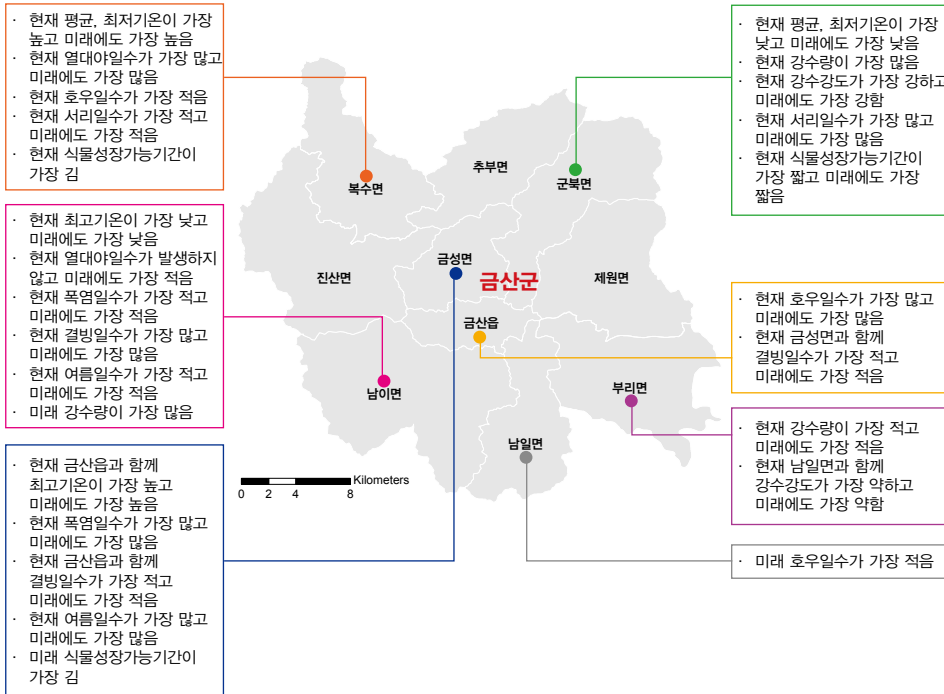 · 현재 평균, 최저기온이 가장
높고 미래에도 가장 높음
· 현재 열대야일수가 가장 많고
미래에도 가장 많음
· 현재 호우일수가 가장 적음
· 현재 서리일수가 가장 적고
미래에도 가장 적음
· 현재 식물성장가능기간이
가장 김
· 현재 최고기온이 가장 낮고
미래에도 가장 낮음
· 현재 열대야일수가 발생하지
않고 미래에도 가장 적음
· 현재 폭염일수가 가장 적고
미래에도 가장 적음
· 현재 결빙일수가 가장 많고
미래에도 가장 많음
· 현재 여름일수가 가장 적고
미래에도 가장 적음
· 미래 강수량이 가장 많음
· 현재 금산읍과 함께
최고기온이 가장 높고
미래에도 가장 높음
· 현재 폭염일수가 가장 많고
미래에도 가장 많음
· 현재 금산읍과 함께
결빙일수가 가장 적고
미래에도 가장 적음
· 현재 여름일수가 가장 많고
미래에도 가장 많음
· 미래 식물성장가능기간이
가장 김
추부면
복수면
군북면
금성면
진산면
금산군
제원면
금산읍
남이면
부리면
남일면
Kilometers
0 2 4 8
· 현재 평균, 최저기온이 가장
낮고 미래에도 가장 낮음
· 현재 강수량이 가장 많음
· 현재 강수강도가 가장 강하고
미래에도 가장 강함
· 현재 서리일수가 가장 많고
미래에도 가장 많음
· 현재 식물성장가능기간이
가장 짧고 미래에도 가장
짧음
· 현재 호우일수가 가장 많고
미래에도 가장 많음
· 현재 금성면과 함께
결빙일수가 가장 적고
미래에도 가장 적음
· 현재 강수량이 가장 적고
미래에도 가장 적음
· 현재 남일면과 함께
강수강도가 가장 약하고
미래에도 가장 약함
· 미래 호우일수가 가장 적음